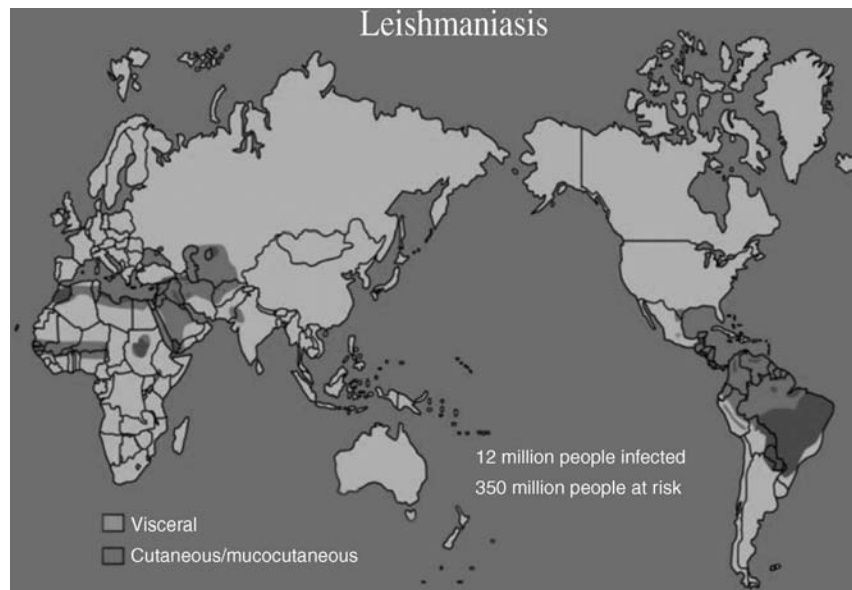 Leishmaniasis
12 million people infected
350 million people at risk
Visceral
Cutaneous/mucocutaneous